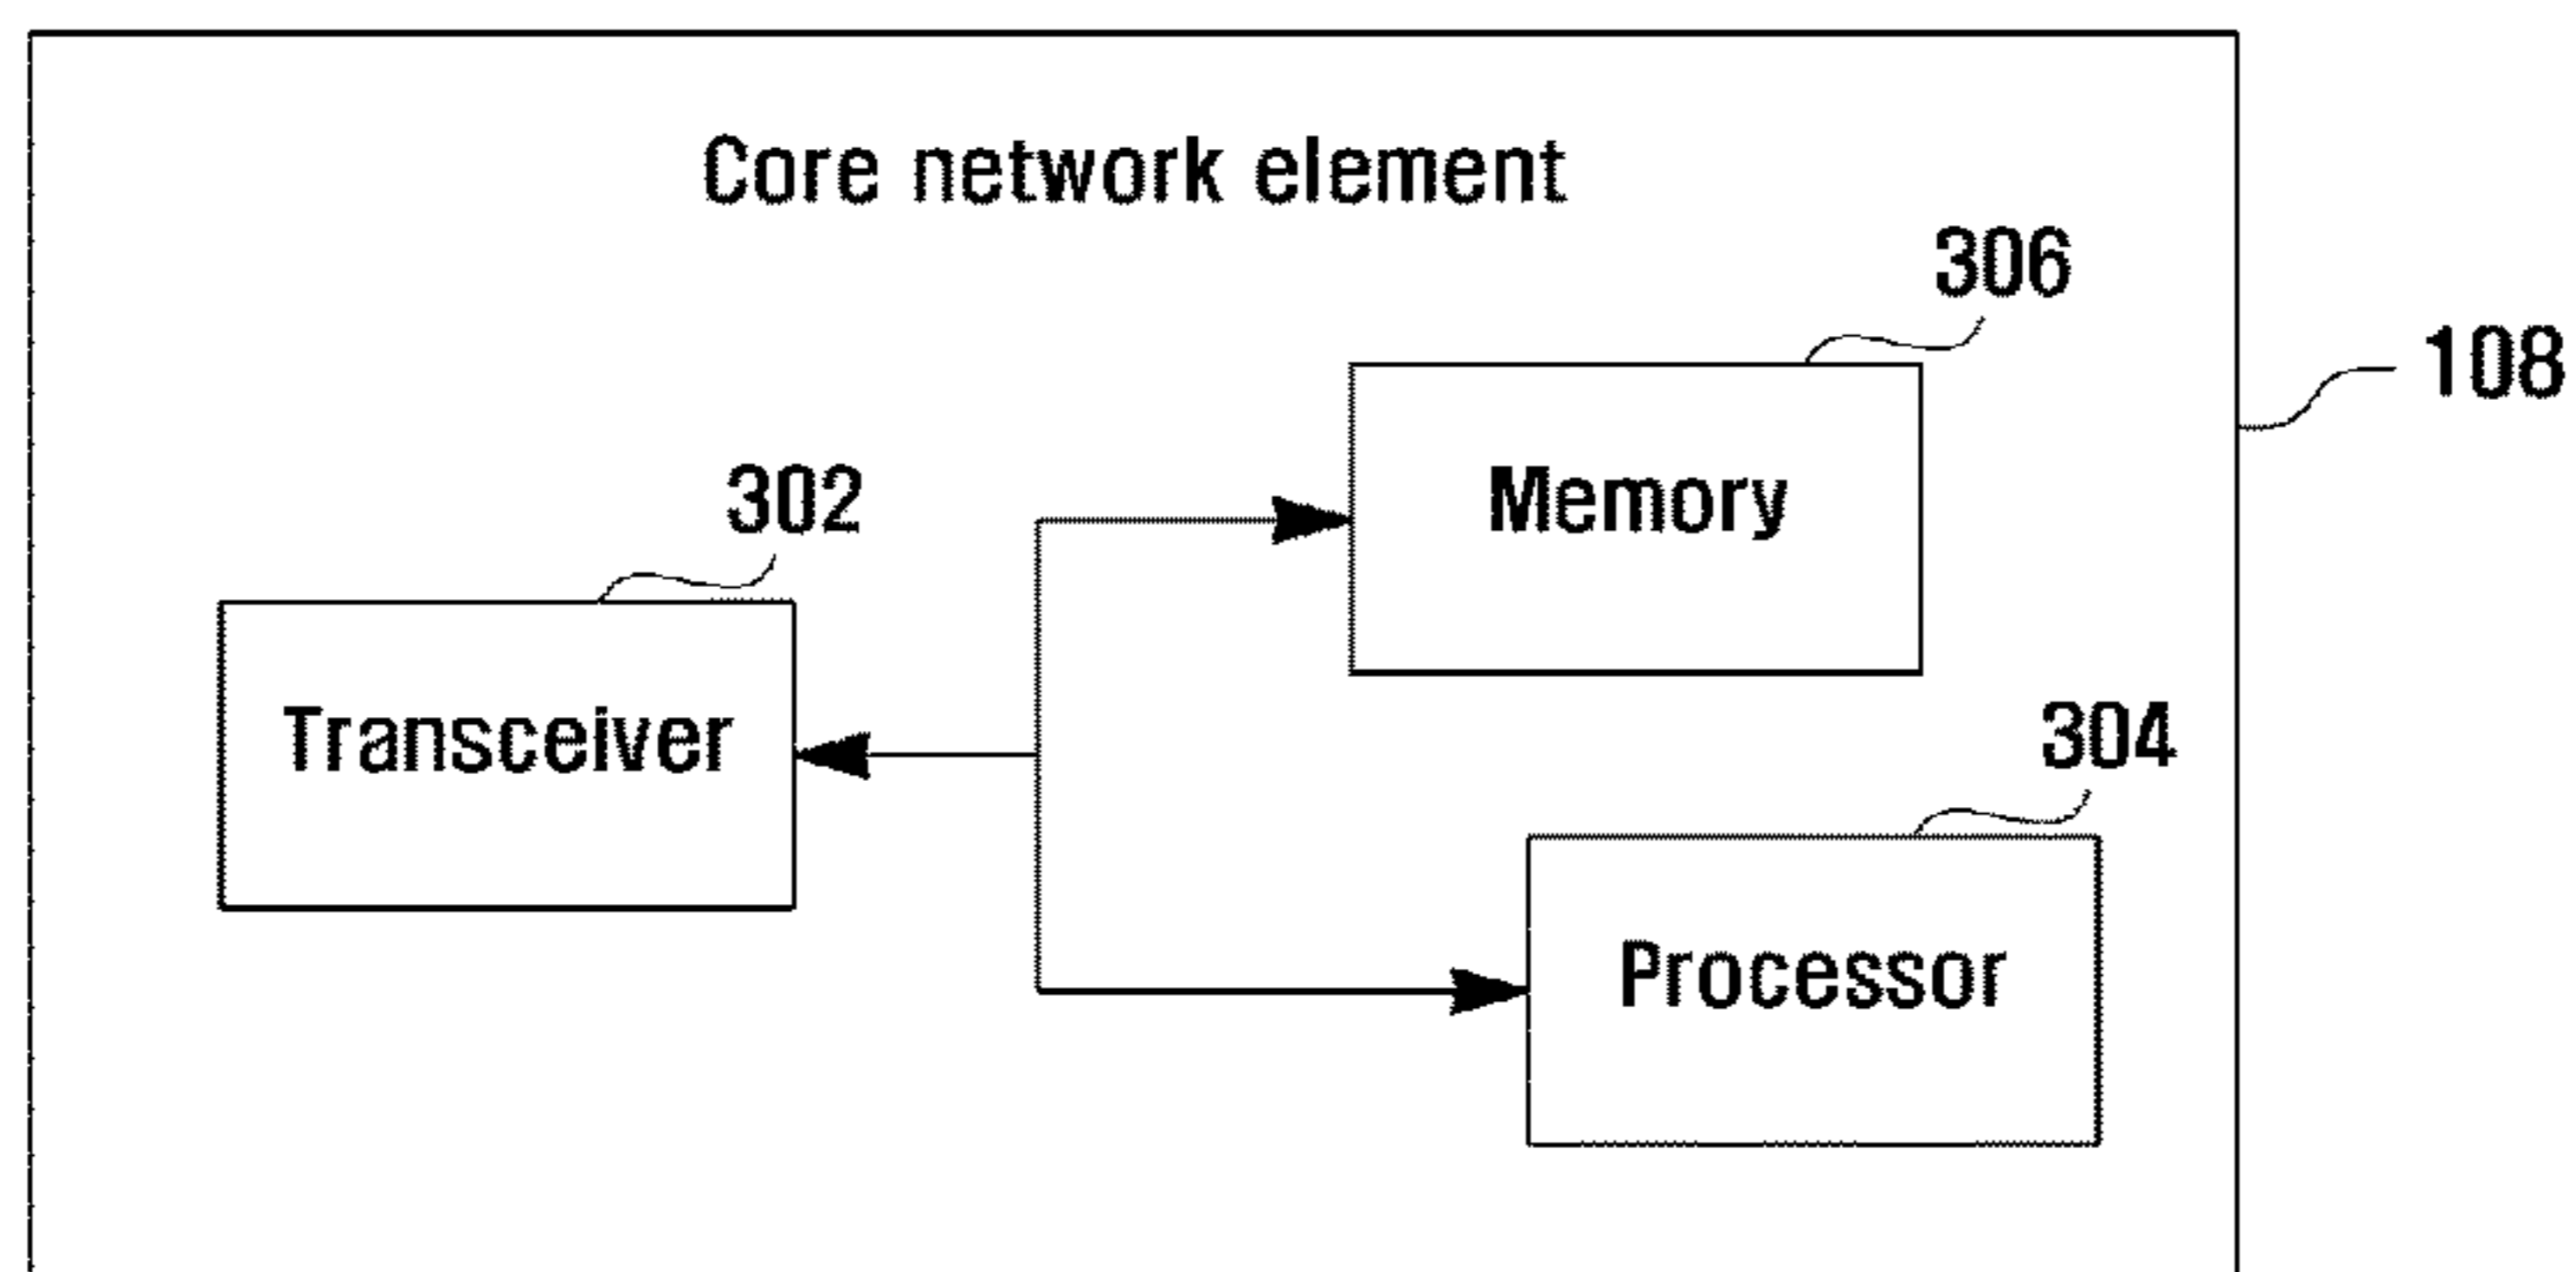 Core network element
306
108
302
Memory
Transceiver
304
Processor